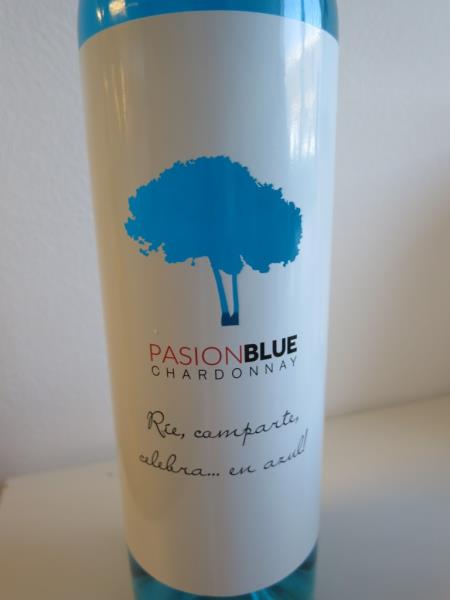 PASIONBLUE
CHARDONNAY
Ríe, comparte,
celebra... en azul!